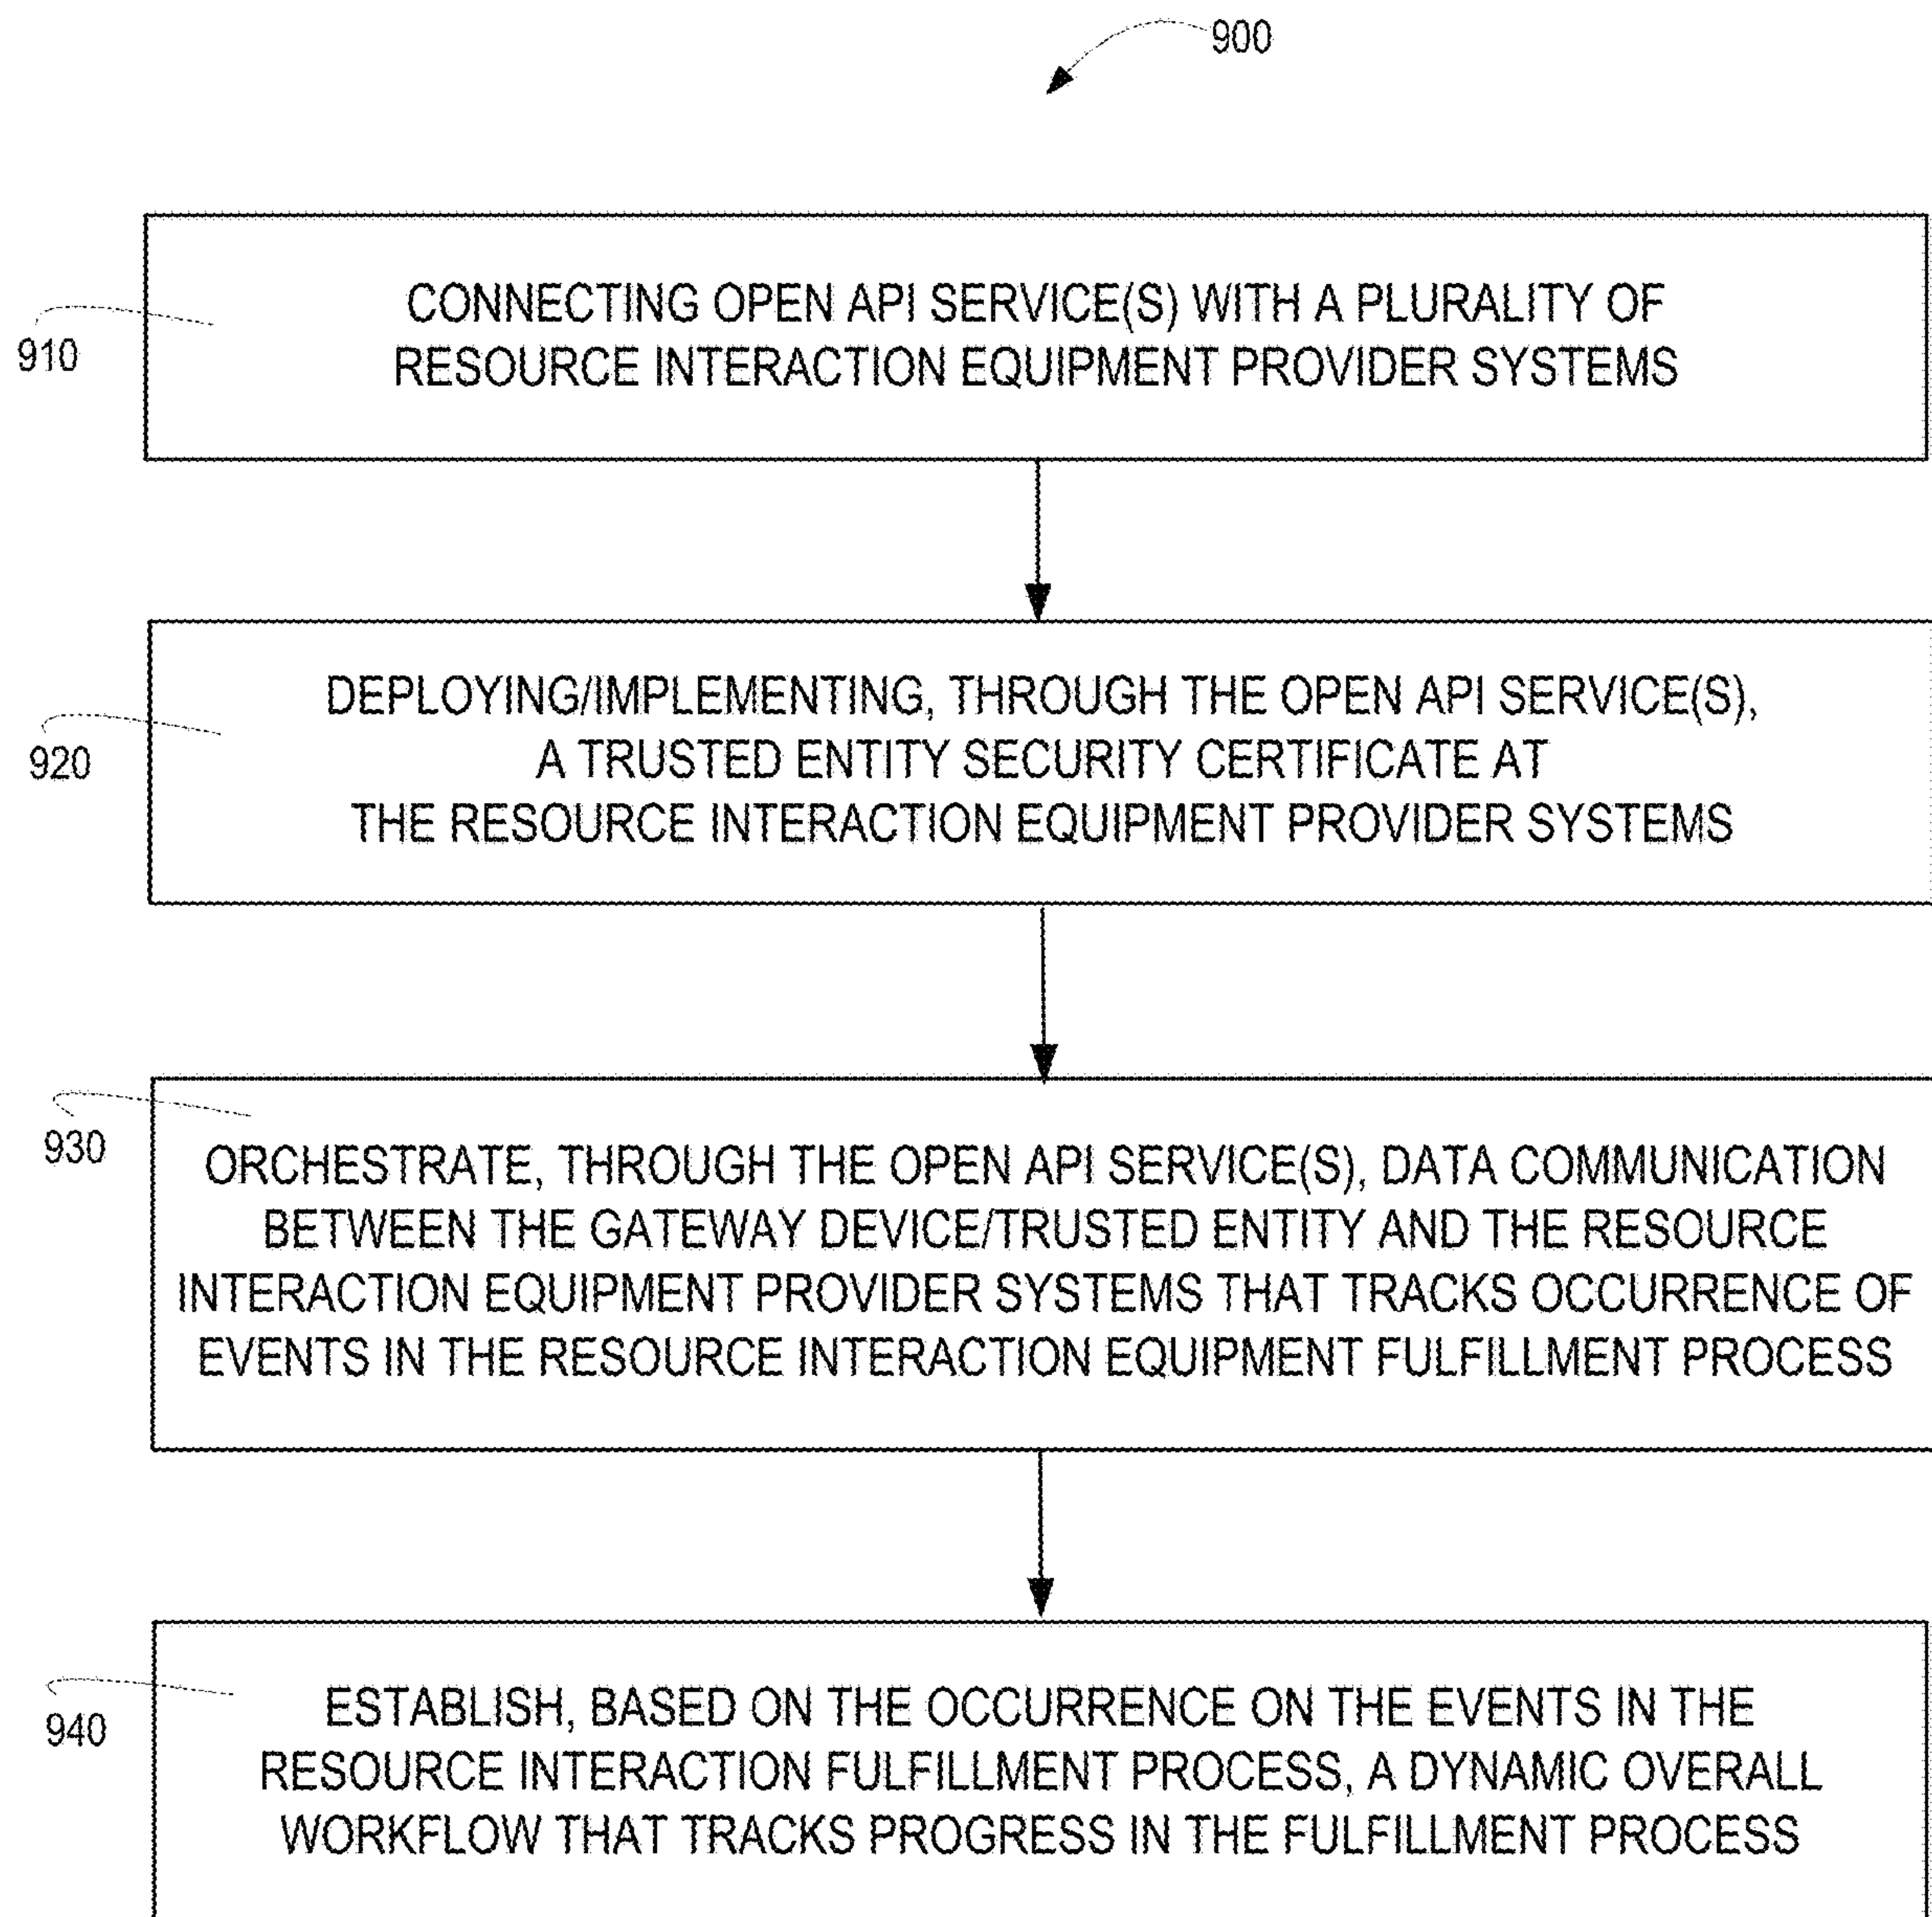 900
CONNECTING OPEN API SERVICE(S) WITH A PLURALITY OF
RESOURCE INTERACTION EQUIPMENT PROVIDER SYSTEMS
910
DEPLOYING/IMPLEMENTING, THROUGH THE OPEN API SERVICE(S),
A TRUSTED ENTITY SECURITY CERTIFICATE AT
THE RESOURCE INTERACTION EQUIPMENT PROVIDER SYSTEMS
920
ORCHESTRATE, THROUGH THE OPEN API SERVICE(S), DATA COMMUNICATION
BETWEEN THE GATEWAY DEVICE/TRUSTED ENTITY AND THE RESOURCE
INTERACTION EQUIPMENT PROVIDER SYSTEMS THAT TRACKS OCCURRENCE OF
EVENTS IN THE RESOURCE INTERACTION EQUIPMENT FULFILLMENT PROCESS
930
ESTABLISH, BASED ON THE OCCURRENCE ON THE EVENTS IN THE
RESOURCE INTERACTION FULFILLMENT PROCESS, A DYNAMIC OVERALL
WORKFLOW THAT TRACKS PROGRESS IN THE FULFILLMENT PROCESS
940